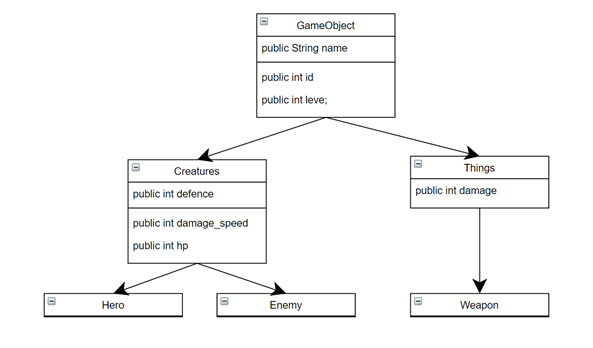 GameObject
public String name
public int id
public int leve;
Creatures
public int defence
public int damage_speed
public int hp
Things
public int damage
Hero
Enemy
Weapon